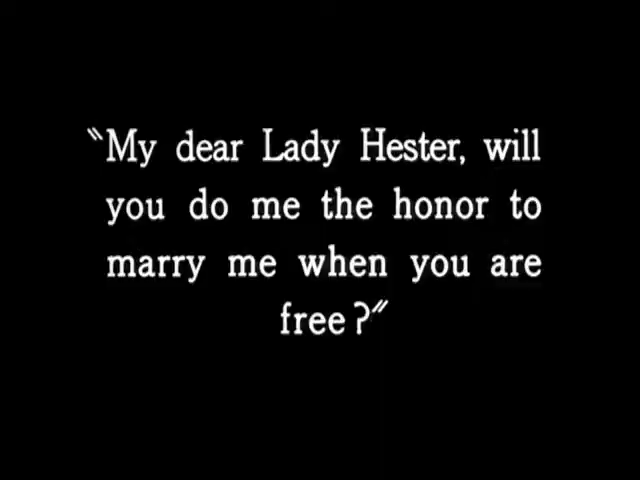 "My dear Lady Hester, will
you do me the honor to
marry me when you are
free?"